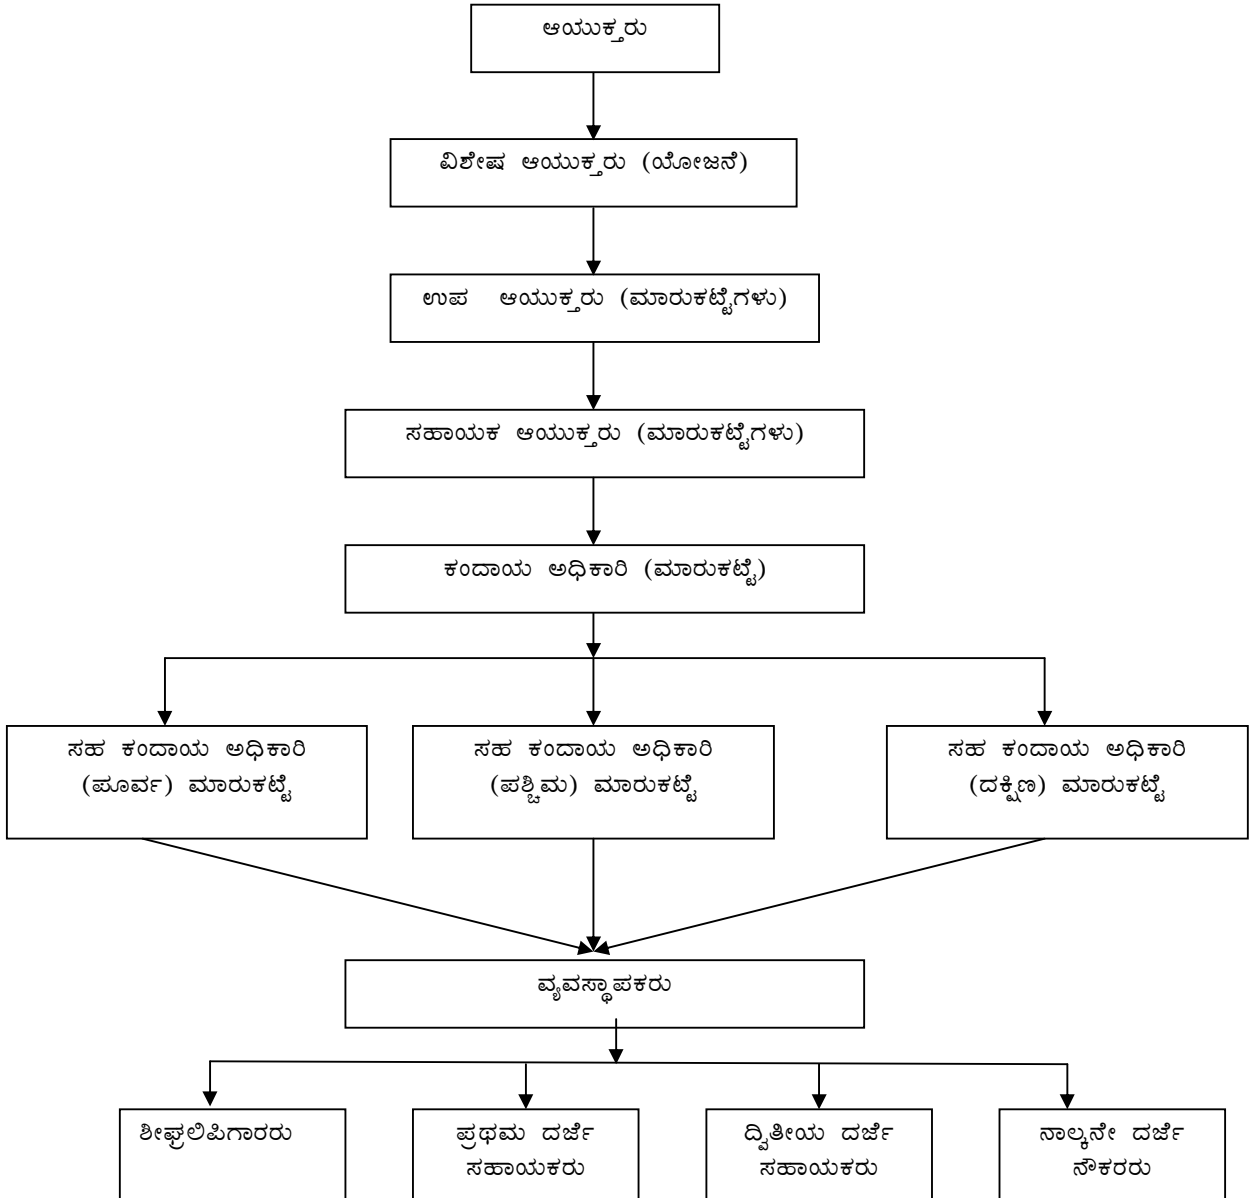 ಆಯುಕ್ತರು
ವಿಶೇಷ ಆಯುಕ್ತರು (ಯೋಜನೆ)
ಉಪ ಆಯುಕ್ತರು (ಮಾರುಕಟ್ಟೆಗಳು)
ಸಹಾಯಕ ಆಯುಕ್ತರು (ಮಾರುಕಟ್ಟೆಗಳು)
ಕಂದಾಯ ಅಧಿಕಾರಿ (ಮಾರುಕಟ್ಟೆ)
ಸಹ ಕಂದಾಯ ಅಧಿಕಾರಿ
(ಪೂರ್ವ) ಮಾರುಕಟ್ಟೆ
ಸಹ ಕಂದಾಯ ಅಧಿಕಾರಿ
(ಪಶ್ಚಿಮ) ಮಾರುಕಟ್ಟೆ
ಸಹ ಕಂದಾಯ ಅಧಿಕಾರಿ
(ದಕ್ಷಿಣ) ಮಾರುಕಟ್ಟೆ
ವ್ಯವಸ್ಥಾಪಕರು
ಶೀಘ್ರಲಿಪಿಗಾರರು
ಪ್ರಥಮ ದರ್ಜೆ
ಸಹಾಯಕರು
ದ್ವಿತೀಯ ದರ್ಜೆ
ಸಹಾಯಕರು
ನಾಲ್ಕನೇ ದರ್ಜೆ
ನೌಕರರು